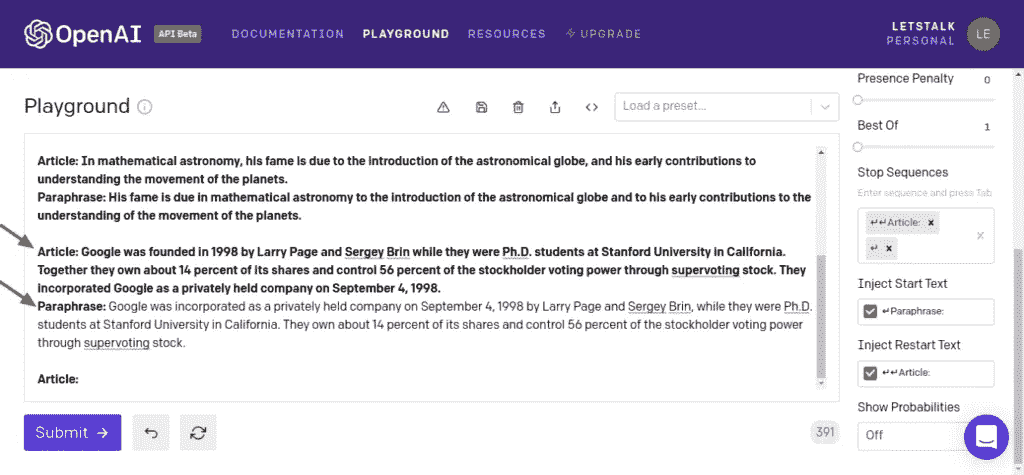 OpenAI API Beta DOCUMENTATION PLAYGROUND RESOURCES UPGRADE LETSTALK
PERSONAL LE
Playground
Load a preset...
Article: In mathematical astronomy, his fame is due to the introduction of the astronomical globe, and his early contributions to
understanding the movement of the planets.
Paraphrase: His fame is due in mathematical astronomy to the introduction of the astronomical globe and to his early contributions to the
understanding of the movement of the planets.
Article: Google was founded in 1998 by Larry Page and Sergey Brin while they were Ph.D. students at Stanford University in California.
Together they own about 14 percent of its shares and control 56 percent of the stockholder voting power through supervoting stock. They
incorporated Google as a privately held company on September 4, 1998.
Paraphrase: Google was incorporated as a privately held company on September 4, 1998 by Larry Page and Sergey Brin, while they were Ph.D.
students at Stanford University in California. They own about 14 percent of its shares and control 56 percent of the stockholder voting power
through supervoting stock.
Article:
Submit
391
Presence Penalty 0
Best Of 1
Stop Sequences
Enter sequence and press Tab
↵↵Article: ×
↵ ×
Inject Start Text
↵Paraphrase:
Inject Restart Text
↵↵Article:
Show Probabilities
Off